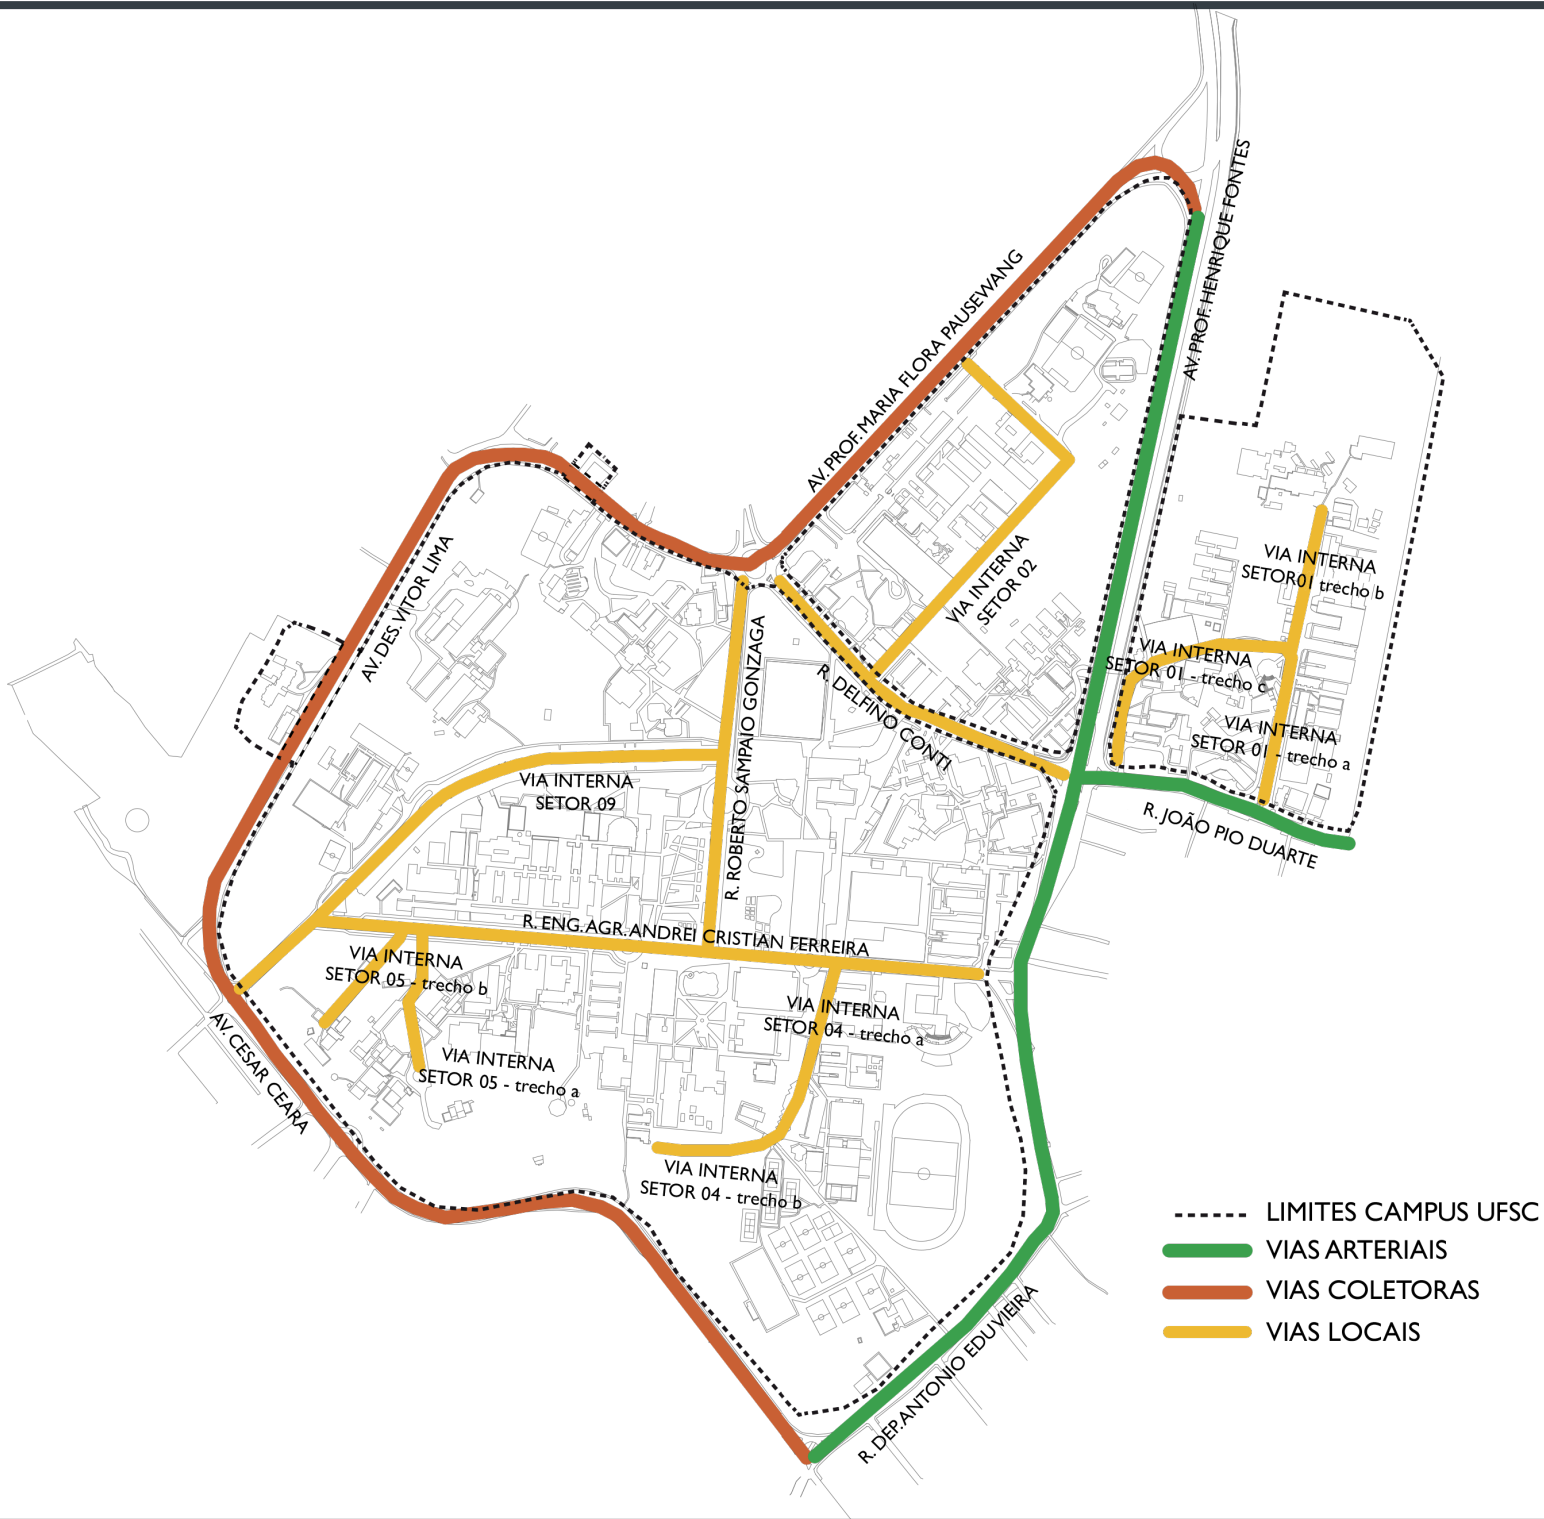 AV. PROF. HENRIQUE FONTES
AV. PROF. MARIA FLORA PAUSEWANG
AV. DES. VITOR LIMA
VIA INTERNA
SETOR 02
VIA INTERNA
SETOR01 trecho b
VIA INTERNA
SETOR 01 - trecho c
VIA INTERNA
SETOR 01 - trecho a
R. DELFINO CONTI
R. ROBERTO SAMPAIO GONZAGA
VIA INTERNA
SETOR 09
R. JOÃO PIO DUARTE
R. ENG. AGR. ANDREI CRISTIAN FERREIRA
VIA INTERNA
SETOR 05 - trecho b
VIA INTERNA
SETOR 04 - trecho a
AV. CESAR CEARA
VIA INTERNA
SETOR 05 - trecho a
VIA INTERNA
SETOR 04 - trecho b
R. DEP. ANTONIO EDU VIEIRA
LIMITES CAMPUS UFSC
VIAS ARTERIAIS
VIAS COLETORAS
VIAS LOCAIS